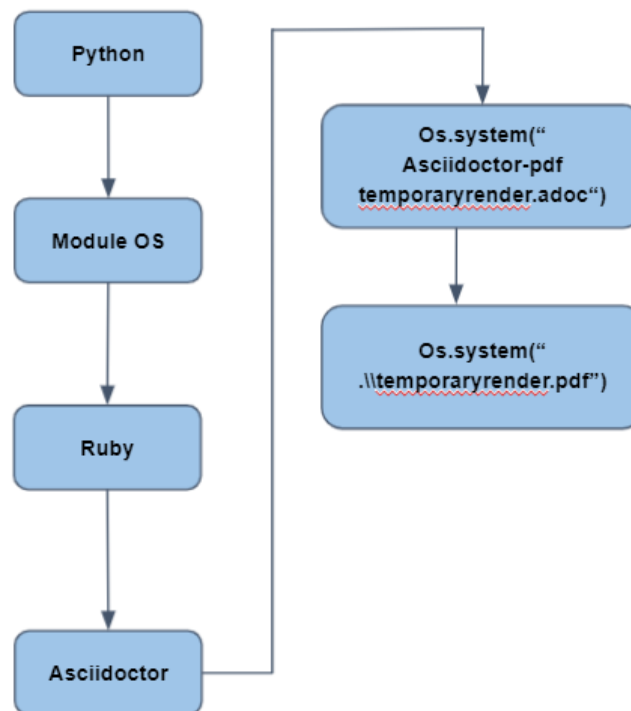 Python
Module OS
Ruby
Asciidoctor
Os.system(“
Asciidoctor-pdf
temporaryrender.adoc“)
Os.system(“
.\\temporaryrender.pdf”)